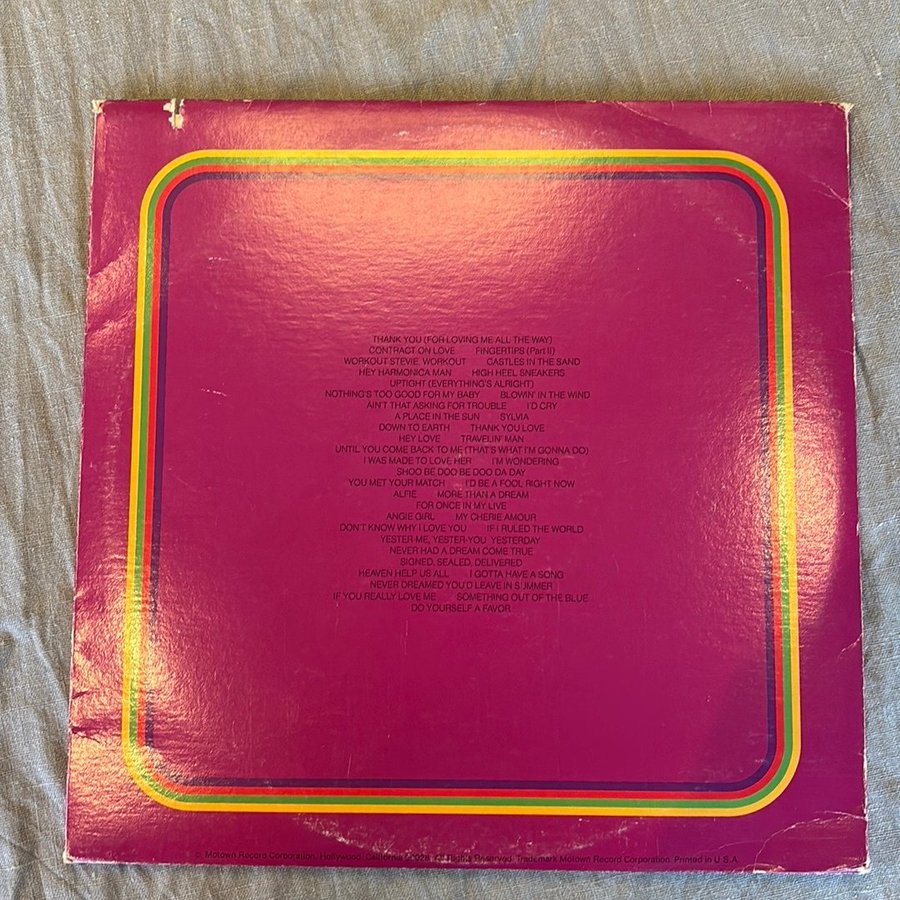 THANK YOU (FOR LOVING ME ALL THE WAY)
CONTRACT ON LOVE FINGERTIPS (Part II)
WORKOUT STEVIE, WORKOUT CASTLES IN THE SAND
HEY HARMONICA MAN HIGH HEEL SNEAKERS
UPTIGHT (EVERYTHING'S ALRIGHT)
NOTHING'S TOO GOOD FOR MY BABY BLOWIN' IN THE WIND
AIN'T THAT ASKING FOR TROUBLE I'D CRY
A PLACE IN THE SUN SYLVIA
DOWN TO EARTH THANK YOU LOVE
HEY LOVE TRAVELIN' MAN
UNTIL YOU COME BACK TO ME (THAT'S WHAT I'M GONNA DO)
I WAS MADE TO LOVE HER I'M WONDERING
SHOO BE DOO BE DOO DA DAY
YOU MET YOUR MATCH I'D BE A FOOL RIGHT NOW
ALFIE MORE THAN A DREAM
FOR ONCE IN MY LIVE
ANGIE GIRL MY CHERIE AMOUR
DON'T KNOW WHY I LOVE YOU IF I RULED THE WORLD
YESTER-ME, YESTER-YOU YESTERDAY
NEVER HAD A DREAM COME TRUE
SIGNED, SEALED, DELIVERED
HEAVEN HELP US ALL I GOTTA HAVE A SONG
NEVER DREAMED YOU'D LEAVE IN SUMMER
IF YOU REALLY LOVE ME SOMETHING OUT OF THE BLUE
DO YOURSELF A FAVOR
Motown Record Corporation, Hollywood, California All Rights Reserved. Trademark Motown Record Corporation. Printed in U.S.A.